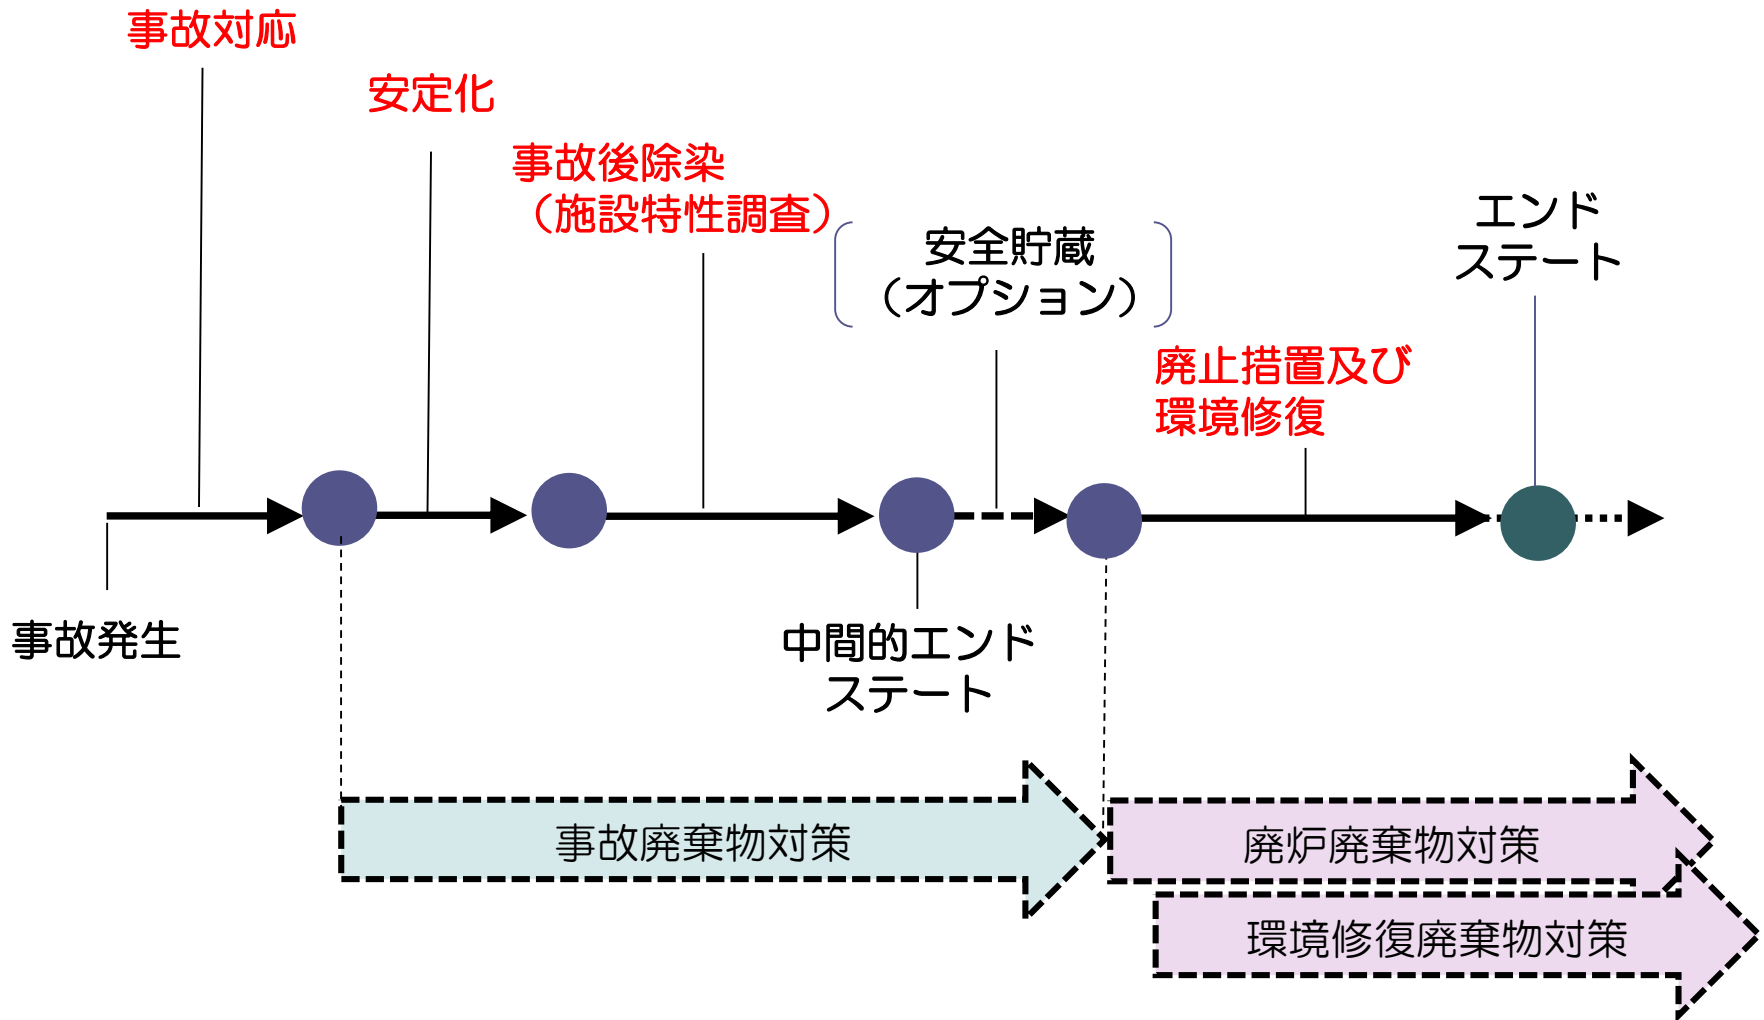 事故対応
安定化
事故後除染
（施設特性調査）
安全貯蔵
（オプション）
エンド
ステート
廃止措置及び
環境修復
事故発生
中間的エンド
ステート
事故廃棄物対策
廃炉廃棄物対策
環境修復廃棄物対策